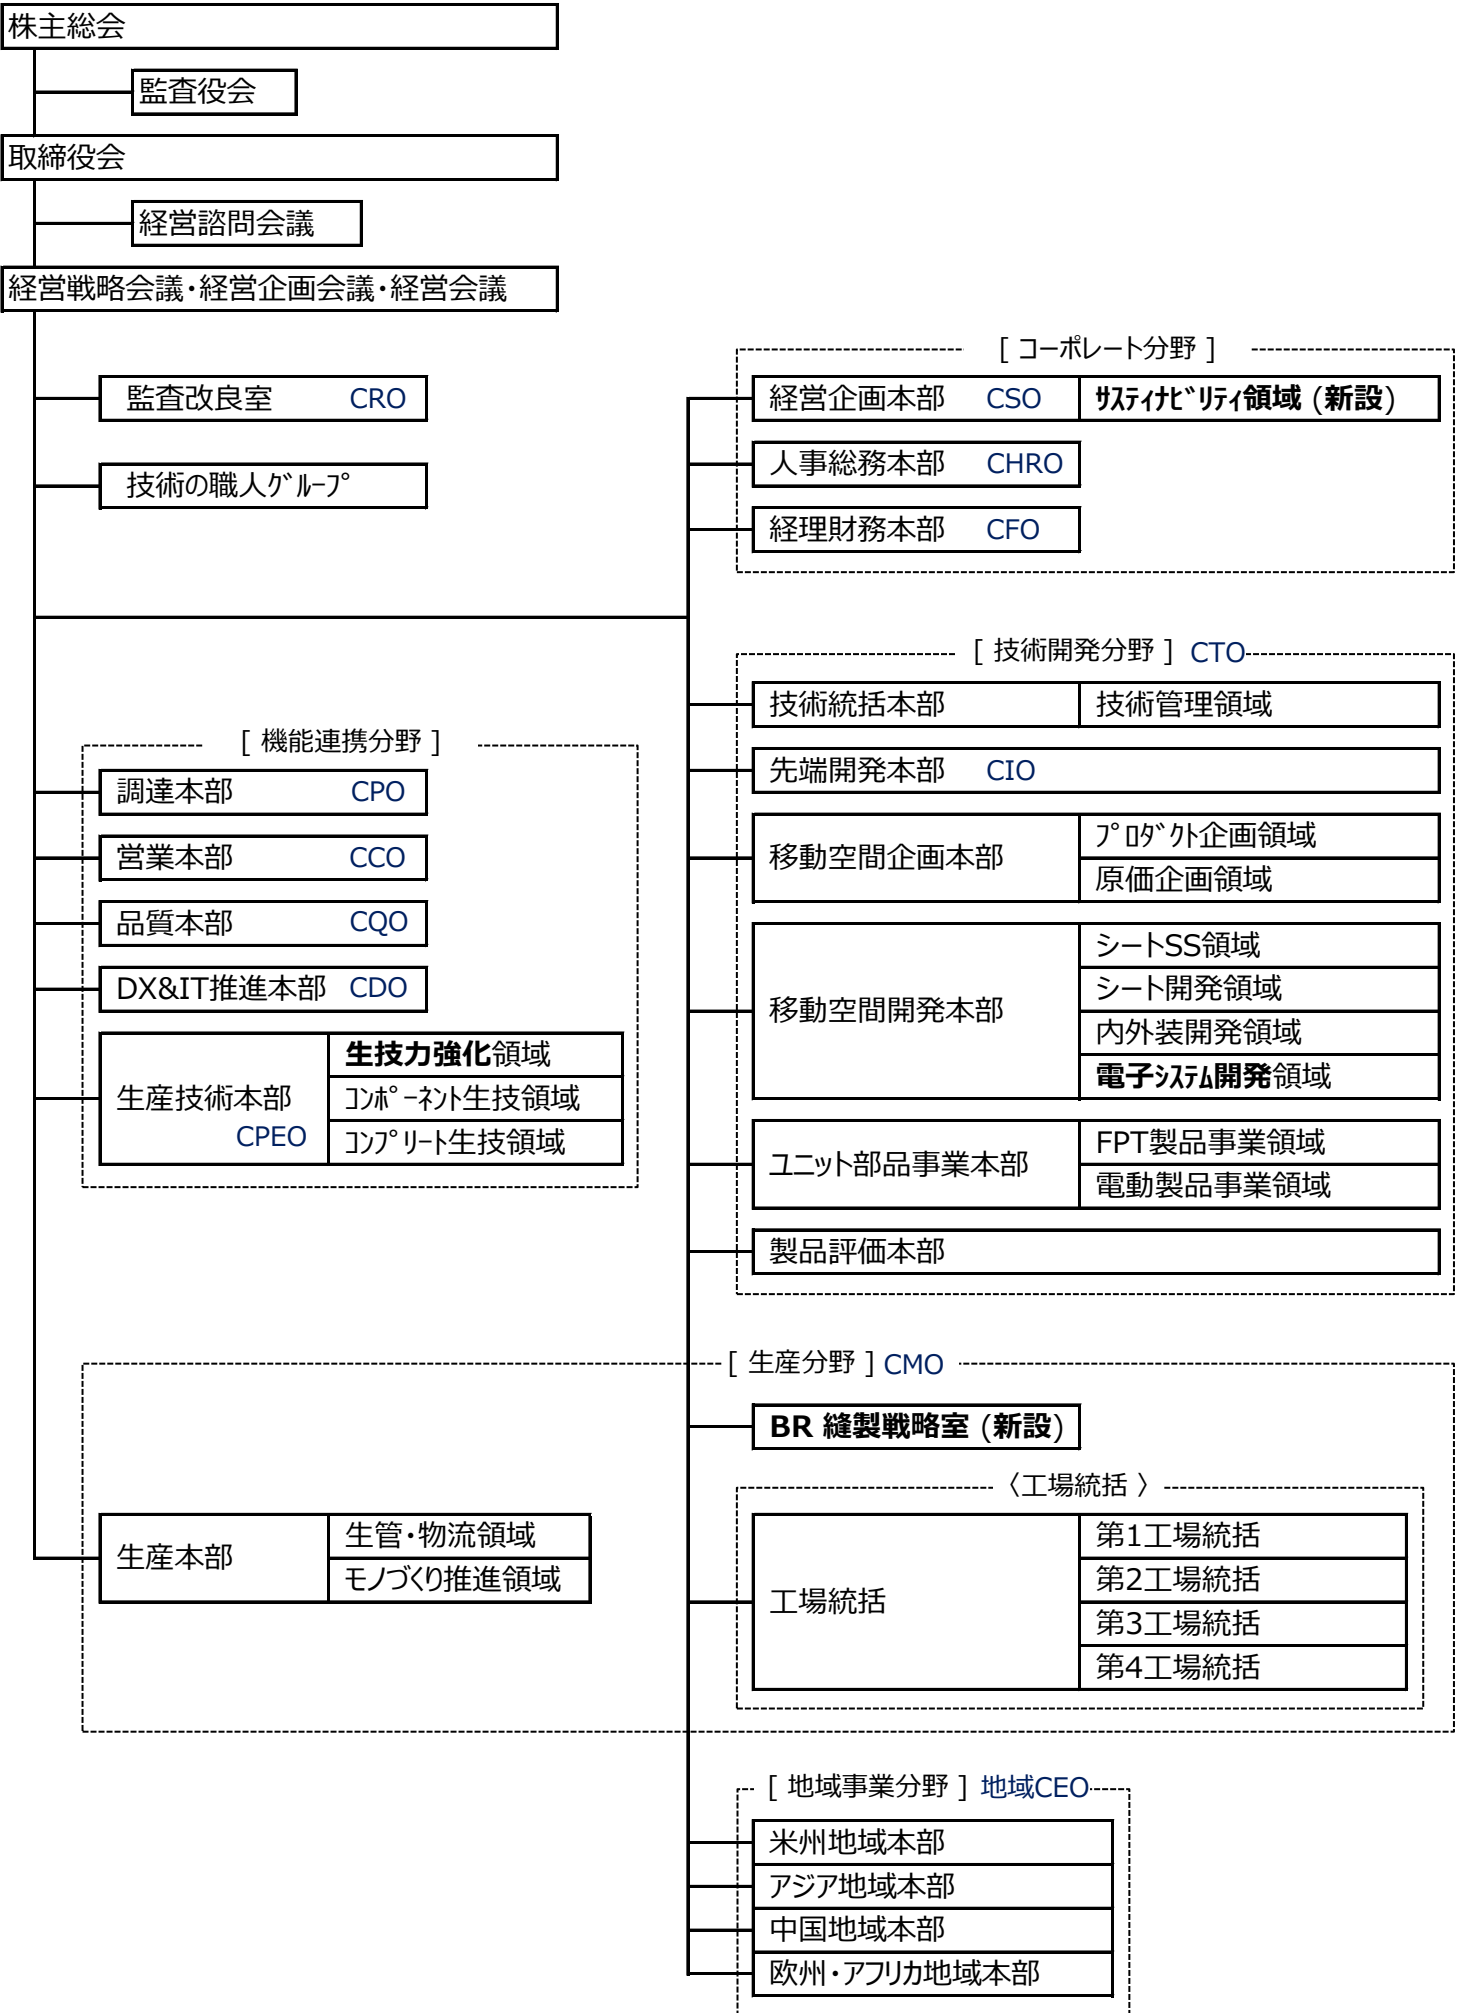 株主総会
監査役会
取締役会
経営諮問会議
経営戦略会議・経営企画会議・経営会議
監査改良室 CRO
技術の職人ｸﾞﾙｰﾌﾟ
[ コーポレート分野 ]
経営企画本部 CSO ｻｽﾃｨﾅﾋﾞﾘﾃｨ領域 (新設)
人事総務本部 CHRO
経理財務本部 CFO
[ 技術開発分野 ] CTO
技術統括本部 技術管理領域
先端開発本部 CIO
移動空間企画本部
ﾌﾟﾛﾀﾞｸﾄ企画領域
原価企画領域
移動空間開発本部
シートSS領域
シート開発領域
内外装開発領域
電子ｼｽﾃﾑ開発領域
ユニット部品事業本部
FPT製品事業領域
電動製品事業領域
製品評価本部
[ 機能連携分野 ]
調達本部 CPO
営業本部 CCO
品質本部 CQO
DX&IT推進本部 CDO
生産技術本部
CPEO
生技力強化領域
ｺﾝﾎﾟｰﾈﾝﾄ生技領域
ｺﾝﾌﾟﾘｰﾄ生技領域
[ 生産分野 ] CMO
BR 縫製戦略室 (新設)
生産本部
生管・物流領域
モノづくり推進領域
〈工場統括 〉
工場統括
第1工場統括
第2工場統括
第3工場統括
第4工場統括
[ 地域事業分野 ] 地域CEO
米州地域本部
アジア地域本部
中国地域本部
欧州・アフリカ地域本部